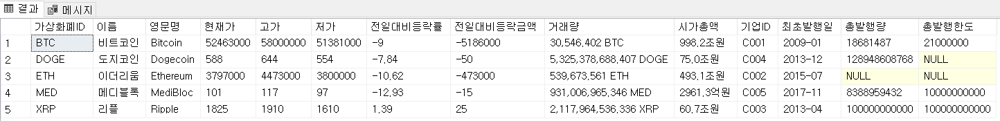 결과 메시지
가상화폐ID 이름 영문명 현재가 고가 저가 전일대비등락률 전일대비등락금액 거래량 시가총액 기업ID 최초발행일 총발행량 총발행한도
1 BTC 비트코인 Bitcoin 52463000 58000000 51381000 -9 -5186000 30,546,402 BTC 998,2조원 C001 2009-01 18681487 21000000
2 DOGE 도지코인 Dogecoin 588 644 554 -7,84 -50 5,325,378,688,407 DOGE 75,0조원 C004 2013-12 128948608768 NULL
3 ETH 이더리움 Ethereum 3797000 4473000 3800000 -10,62 -473000 539,673,561 ETH 493,1조원 C002 2015-07 NULL NULL
4 MED 메디블록 MediBloc 101 117 97 -12,93 -15 931,006,965,346 MED 2961,3억원 C005 2017-11 8388959432 10000000000
5 XRP 리플 Ripple 1825 1910 1610 1,39 25 2,117,964,536,336 XRP 60,7조원 C003 2013-04 100000000000 100000000000